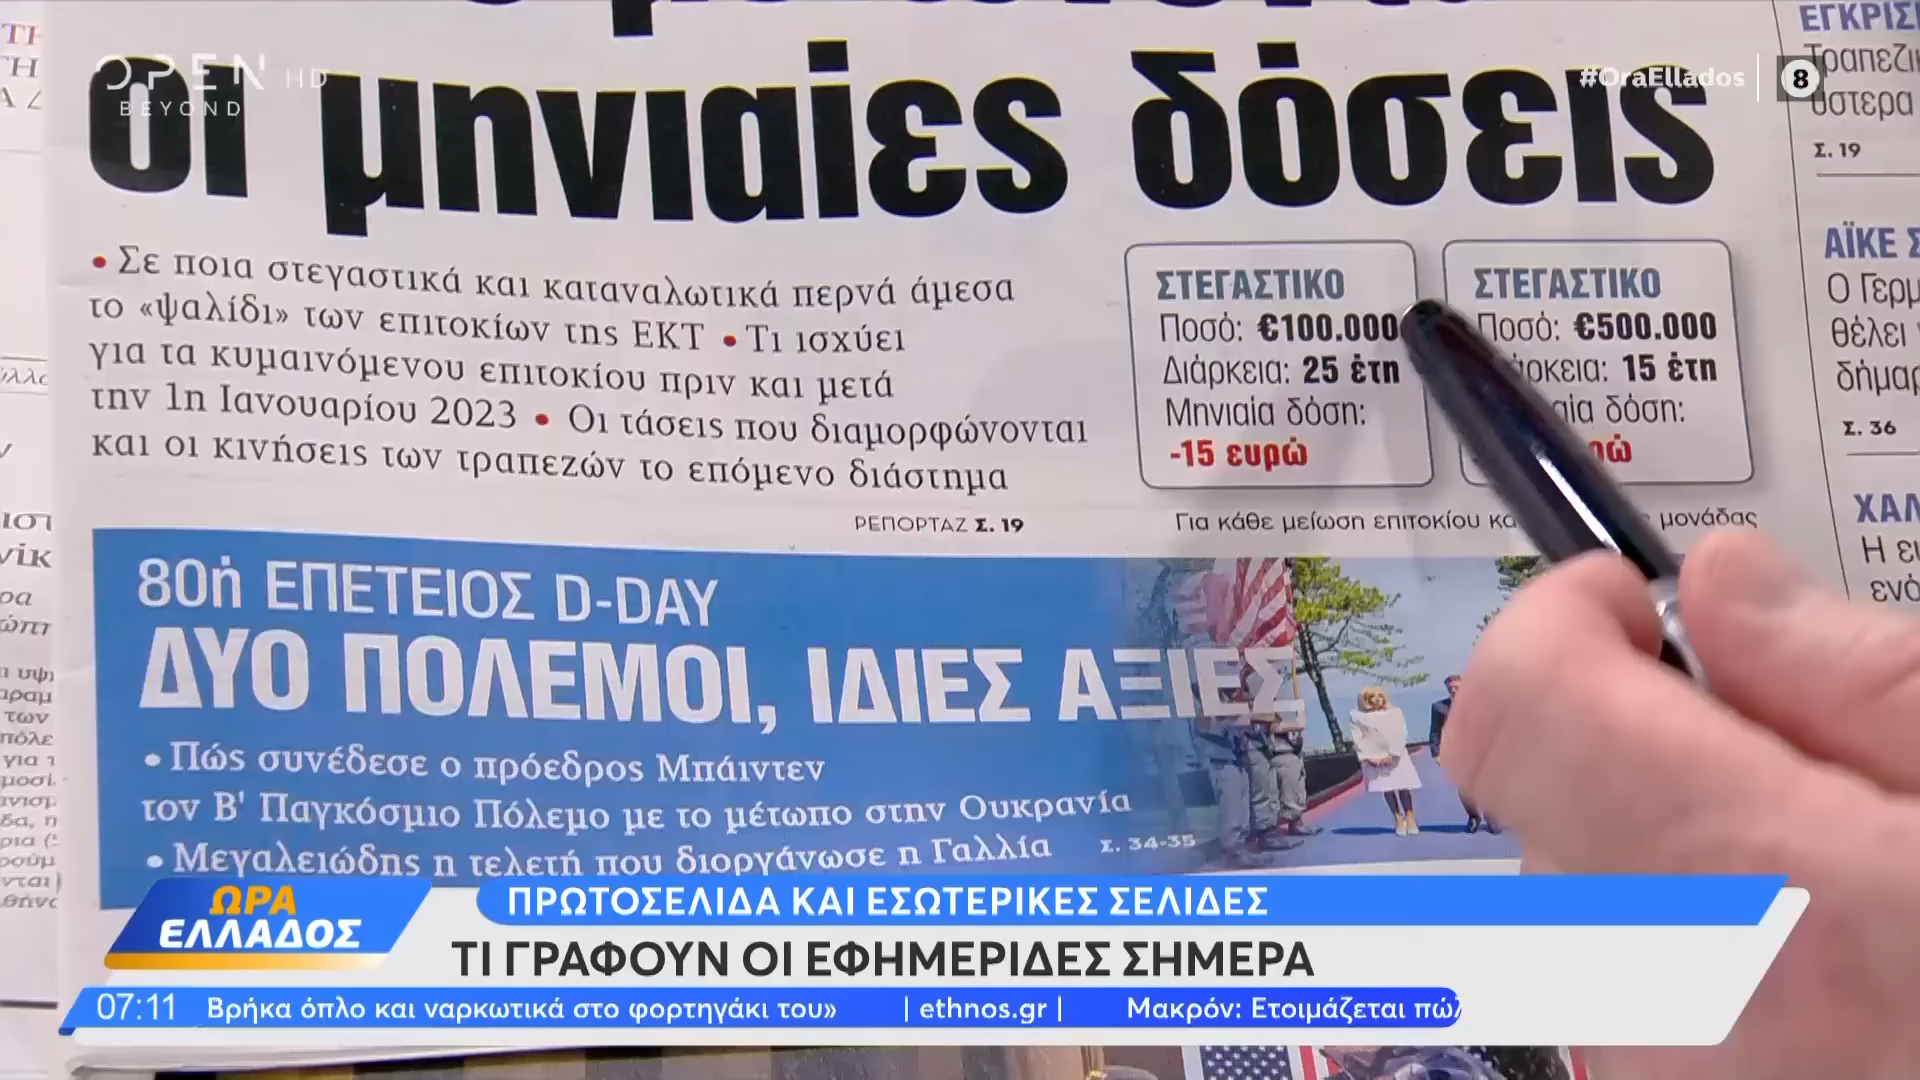 OPEN HD
BEYOND
#OraEllados
8
οι μηνιαίες δόσεις
• Σε ποια στεγαστικά και καταναλωτικά περνά άμεσα
το «ψαλίδι» των επιτοκίων της ΕΚΤ • Τι ισχύει
για τα κυμαινόμενου επιτοκίου πριν και μετά
την 1η Ιανουαρίου 2023 • Οι τάσεις που διαμορφώνονται
και οι κινήσεις των τραπεζών το επόμενο διάστημα
ΡΕΠΟΡΤΑΖ Σ. 19
ΣΤΕΓΑΣΤΙΚΟ
Ποσό: €100.000
Διάρκεια: 25 έτη
Μηνιαία δόση:
-15 ευρώ
ΣΤΕΓΑΣΤΙΚΟ
Ποσό: €500.000
15 έτη
δόση:
Για κάθε μείωση επιτοκίου
μονάδας
ύστερα
Σ. 19
ΑΪΚΕ
Ο
θέλει
Σ. 36
Η
80ή ΕΠΕΤΕΙΟΣ D-DAY
ΔΥΟ ΠΟΛΕΜΟΙ, ΙΔΙΕΣ ΑΞΙΕΣ
• Πώς συνέδεσε ο πρόεδρος Μπάιντεν
τον Β' Παγκόσμιο Πόλεμο με το μέτωπο στην Ουκρανία
• Μεγαλειώδης η τελετή που διοργάνωσε η Γαλλία Σ. 34-35
ΩΡΑ
ΕΛΛΑΔΟΣ
ΠΡΩΤΟΣΕΛΙΔΑ ΚΑΙ ΕΣΩΤΕΡΙΚΕΣ ΣΕΛΙΔΕΣ
ΤΙ ΓΡΑΦΟΥΝ ΟΙ ΕΦΗΜΕΡΙΔΕΣ ΣΗΜΕΡΑ
07:11 Βρήκα όπλο και ναρκωτικά στο φορτηγάκι του» | ethnos.gr | Μακρόν: Ετοιμάζεται